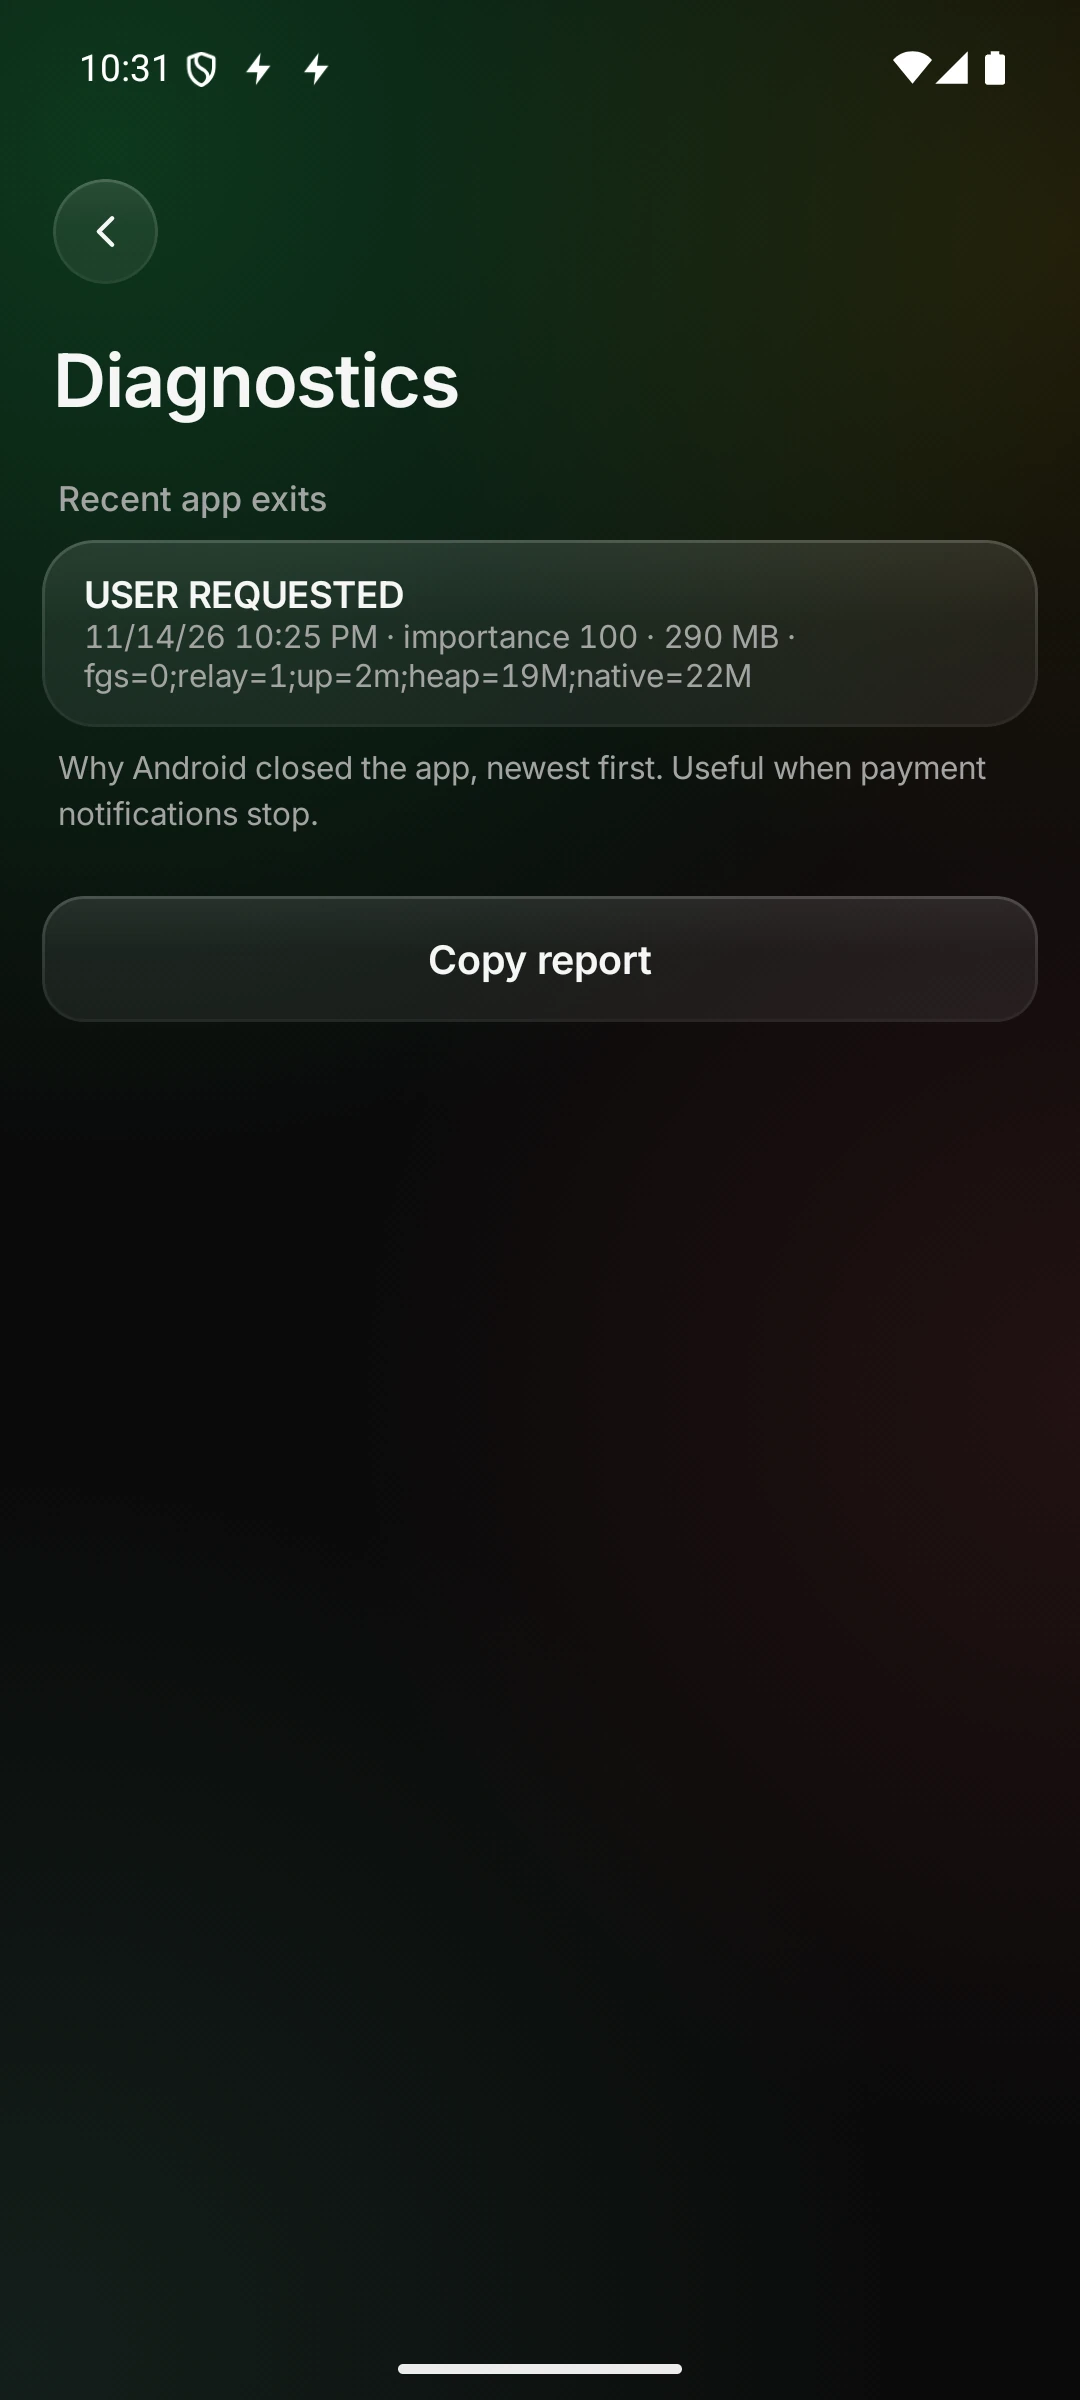 10:31
Diagnostics
Recent app exits
USER REQUESTED
11/14/26 10:25 PM · importance 100 · 290 MB ·
fgs=0;relay=1;up=2m;heap=19M;native=22M
Why Android closed the app, newest first. Useful when payment
notifications stop.
Copy report